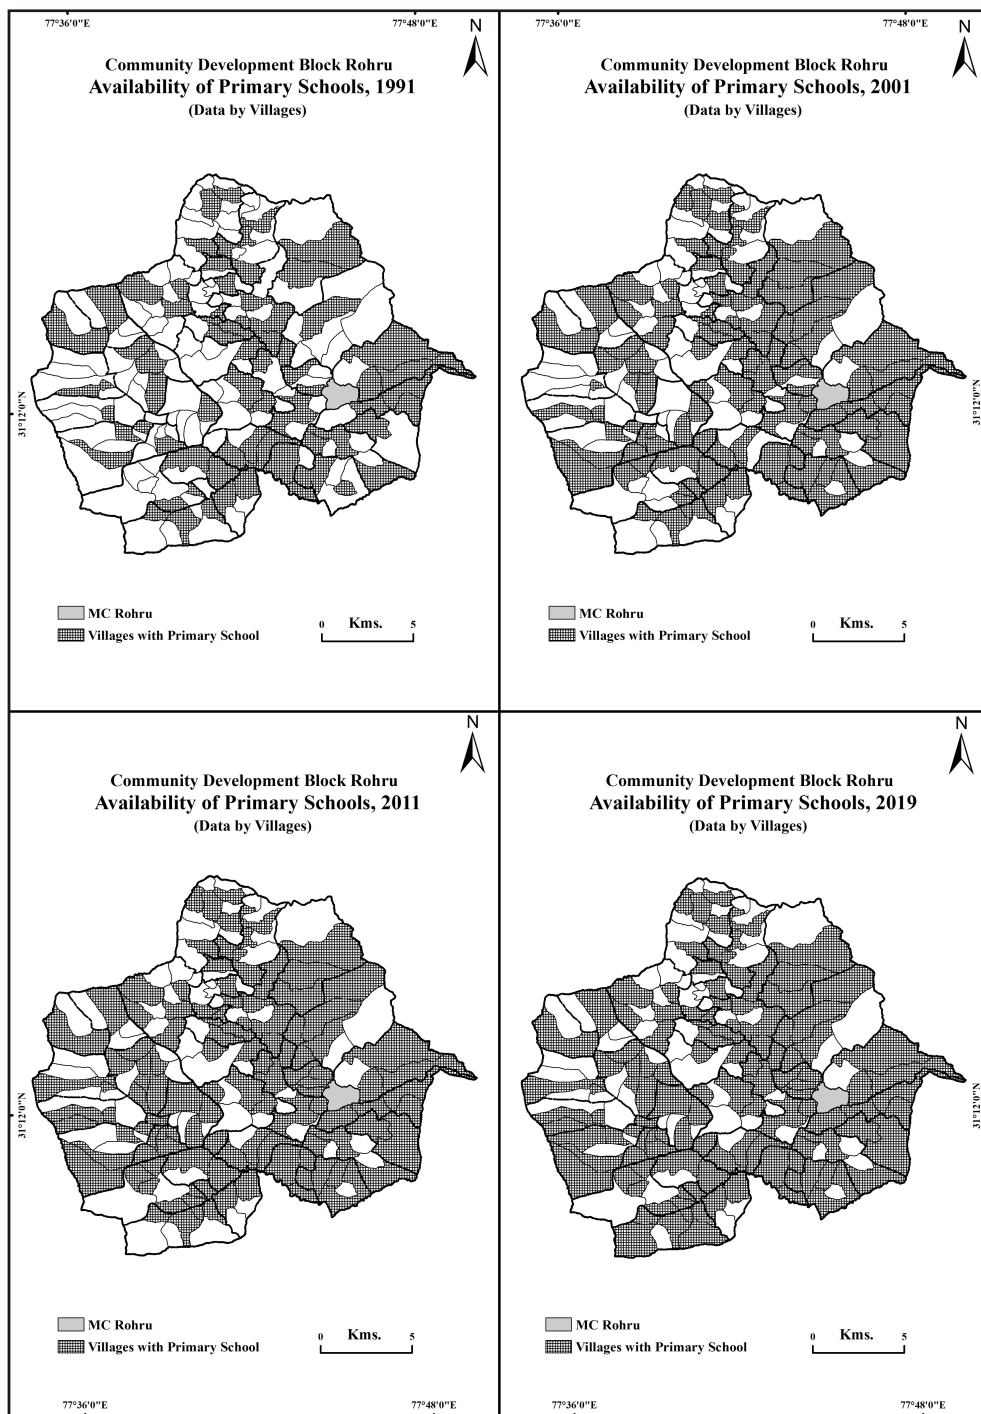 77°36'0"E
77°48'0"E
N
Community Development Block Rohru
Availability of Primary Schools, 1991
(Data by Villages)
31°12'0"N
MC Rohru
Villages with Primary School
0 Kms. 5
77°36'0"E
77°48'0"E
N
Community Development Block Rohru
Availability of Primary Schools, 2001
(Data by Villages)
31°12'0"N
MC Rohru
Villages with Primary School
0 Kms. 5
N
Community Development Block Rohru
Availability of Primary Schools, 2011
(Data by Villages)
31°12'0"N
MC Rohru
Villages with Primary School
0 Kms. 5
77°36'0"E
77°48'0"E
N
Community Development Block Rohru
Availability of Primary Schools, 2019
(Data by Villages)
31°12'0"N
MC Rohru
Villages with Primary School
0 Kms. 5
77°36'0"E
77°48'0"E